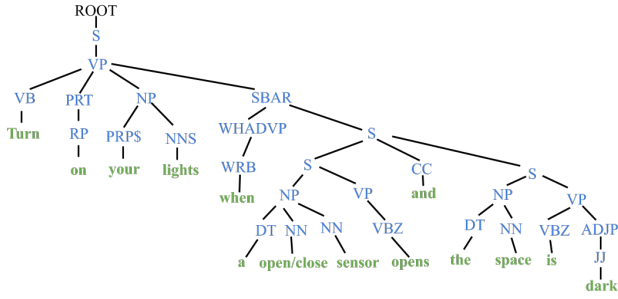 ROOT
S
VP
VB PRT NP SBAR
Turn RP PRP$ NNS WHADVP S
on your lights WRB S CC S
when NP VP and NP VP
DT NN NN VBZ DT NN VBZ ADJP
a open/close sensor opens the space is JJ
dark